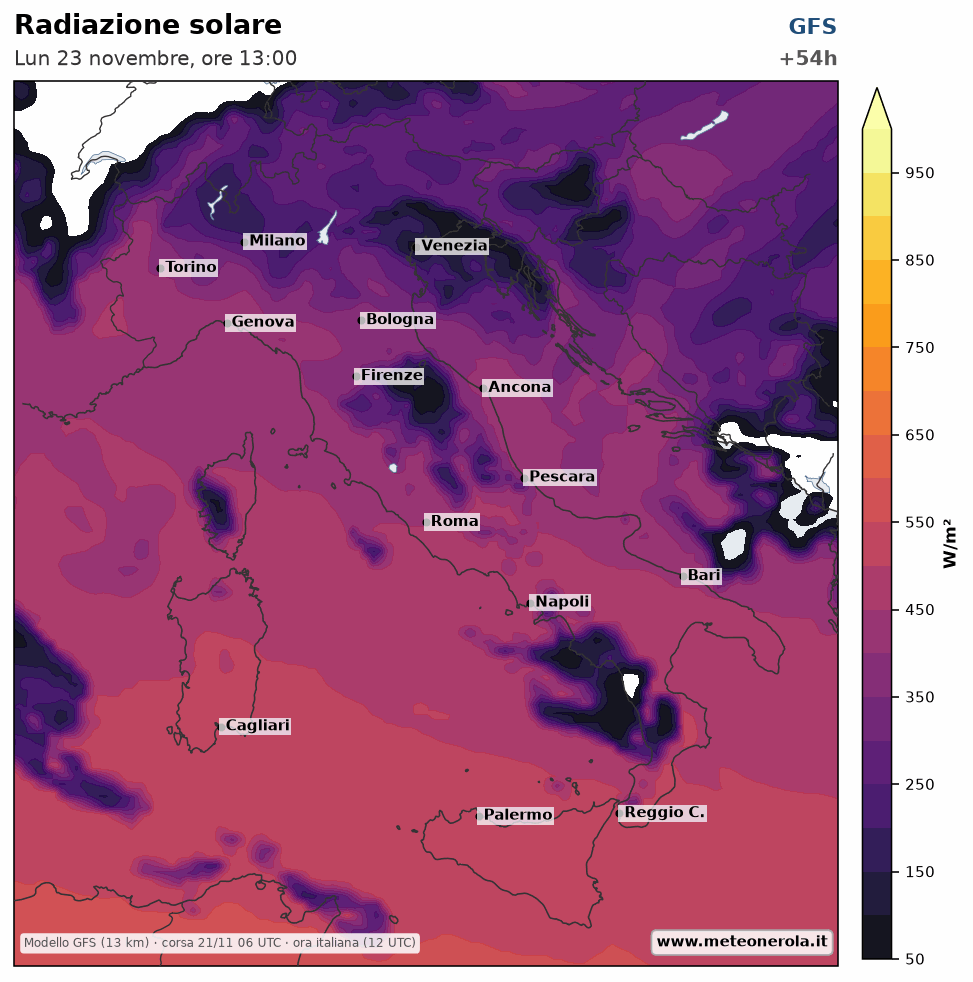 Radiazione solare
GFS
Lun 23 novembre, ore 13:00
+54h
Milano
Venezia
Torino
Genova
Bologna
Firenze
Ancona
Pescara
Roma
Bari
Napoli
Cagliari
Palermo
Reggio C.
950
850
750
650
550
450
350
250
150
50
W/m²
Modello GFS (13 km) · corsa 21/11 06 UTC · ora italiana (12 UTC)
www.meteonerola.it